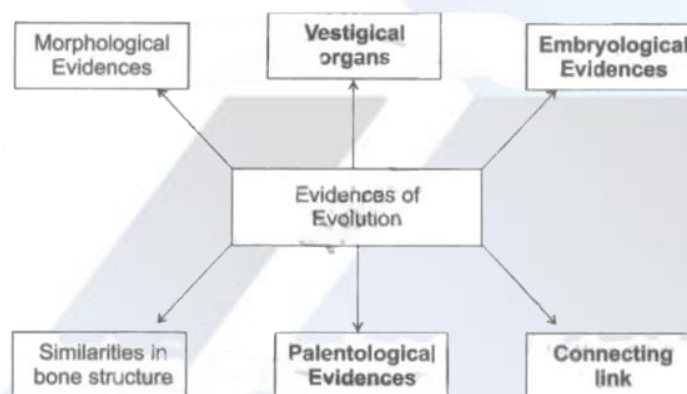 Morphological
Evidences
Vestigical
organs
Embryological
Evidences
Evidences of
Evolution
Similarities in
bone structure
Palentological
Evidences
Connecting
link